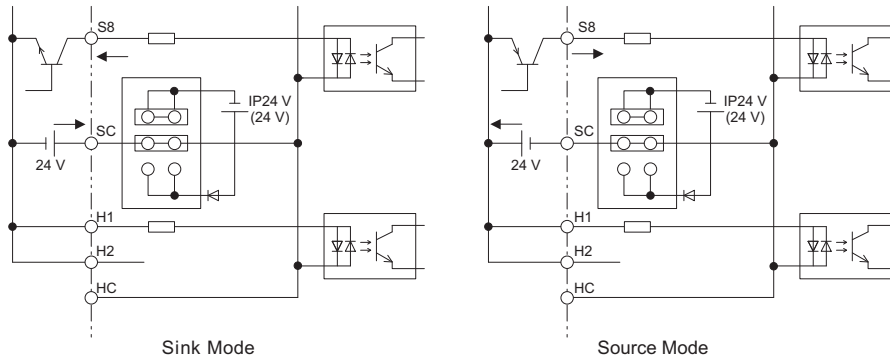 S8
IP24 V
(24 V)
SC
24 V
H1
H2
HC
Sink Mode
S8
IP24 V
(24 V)
SC
24 V
H1
H2
HC
Source Mode